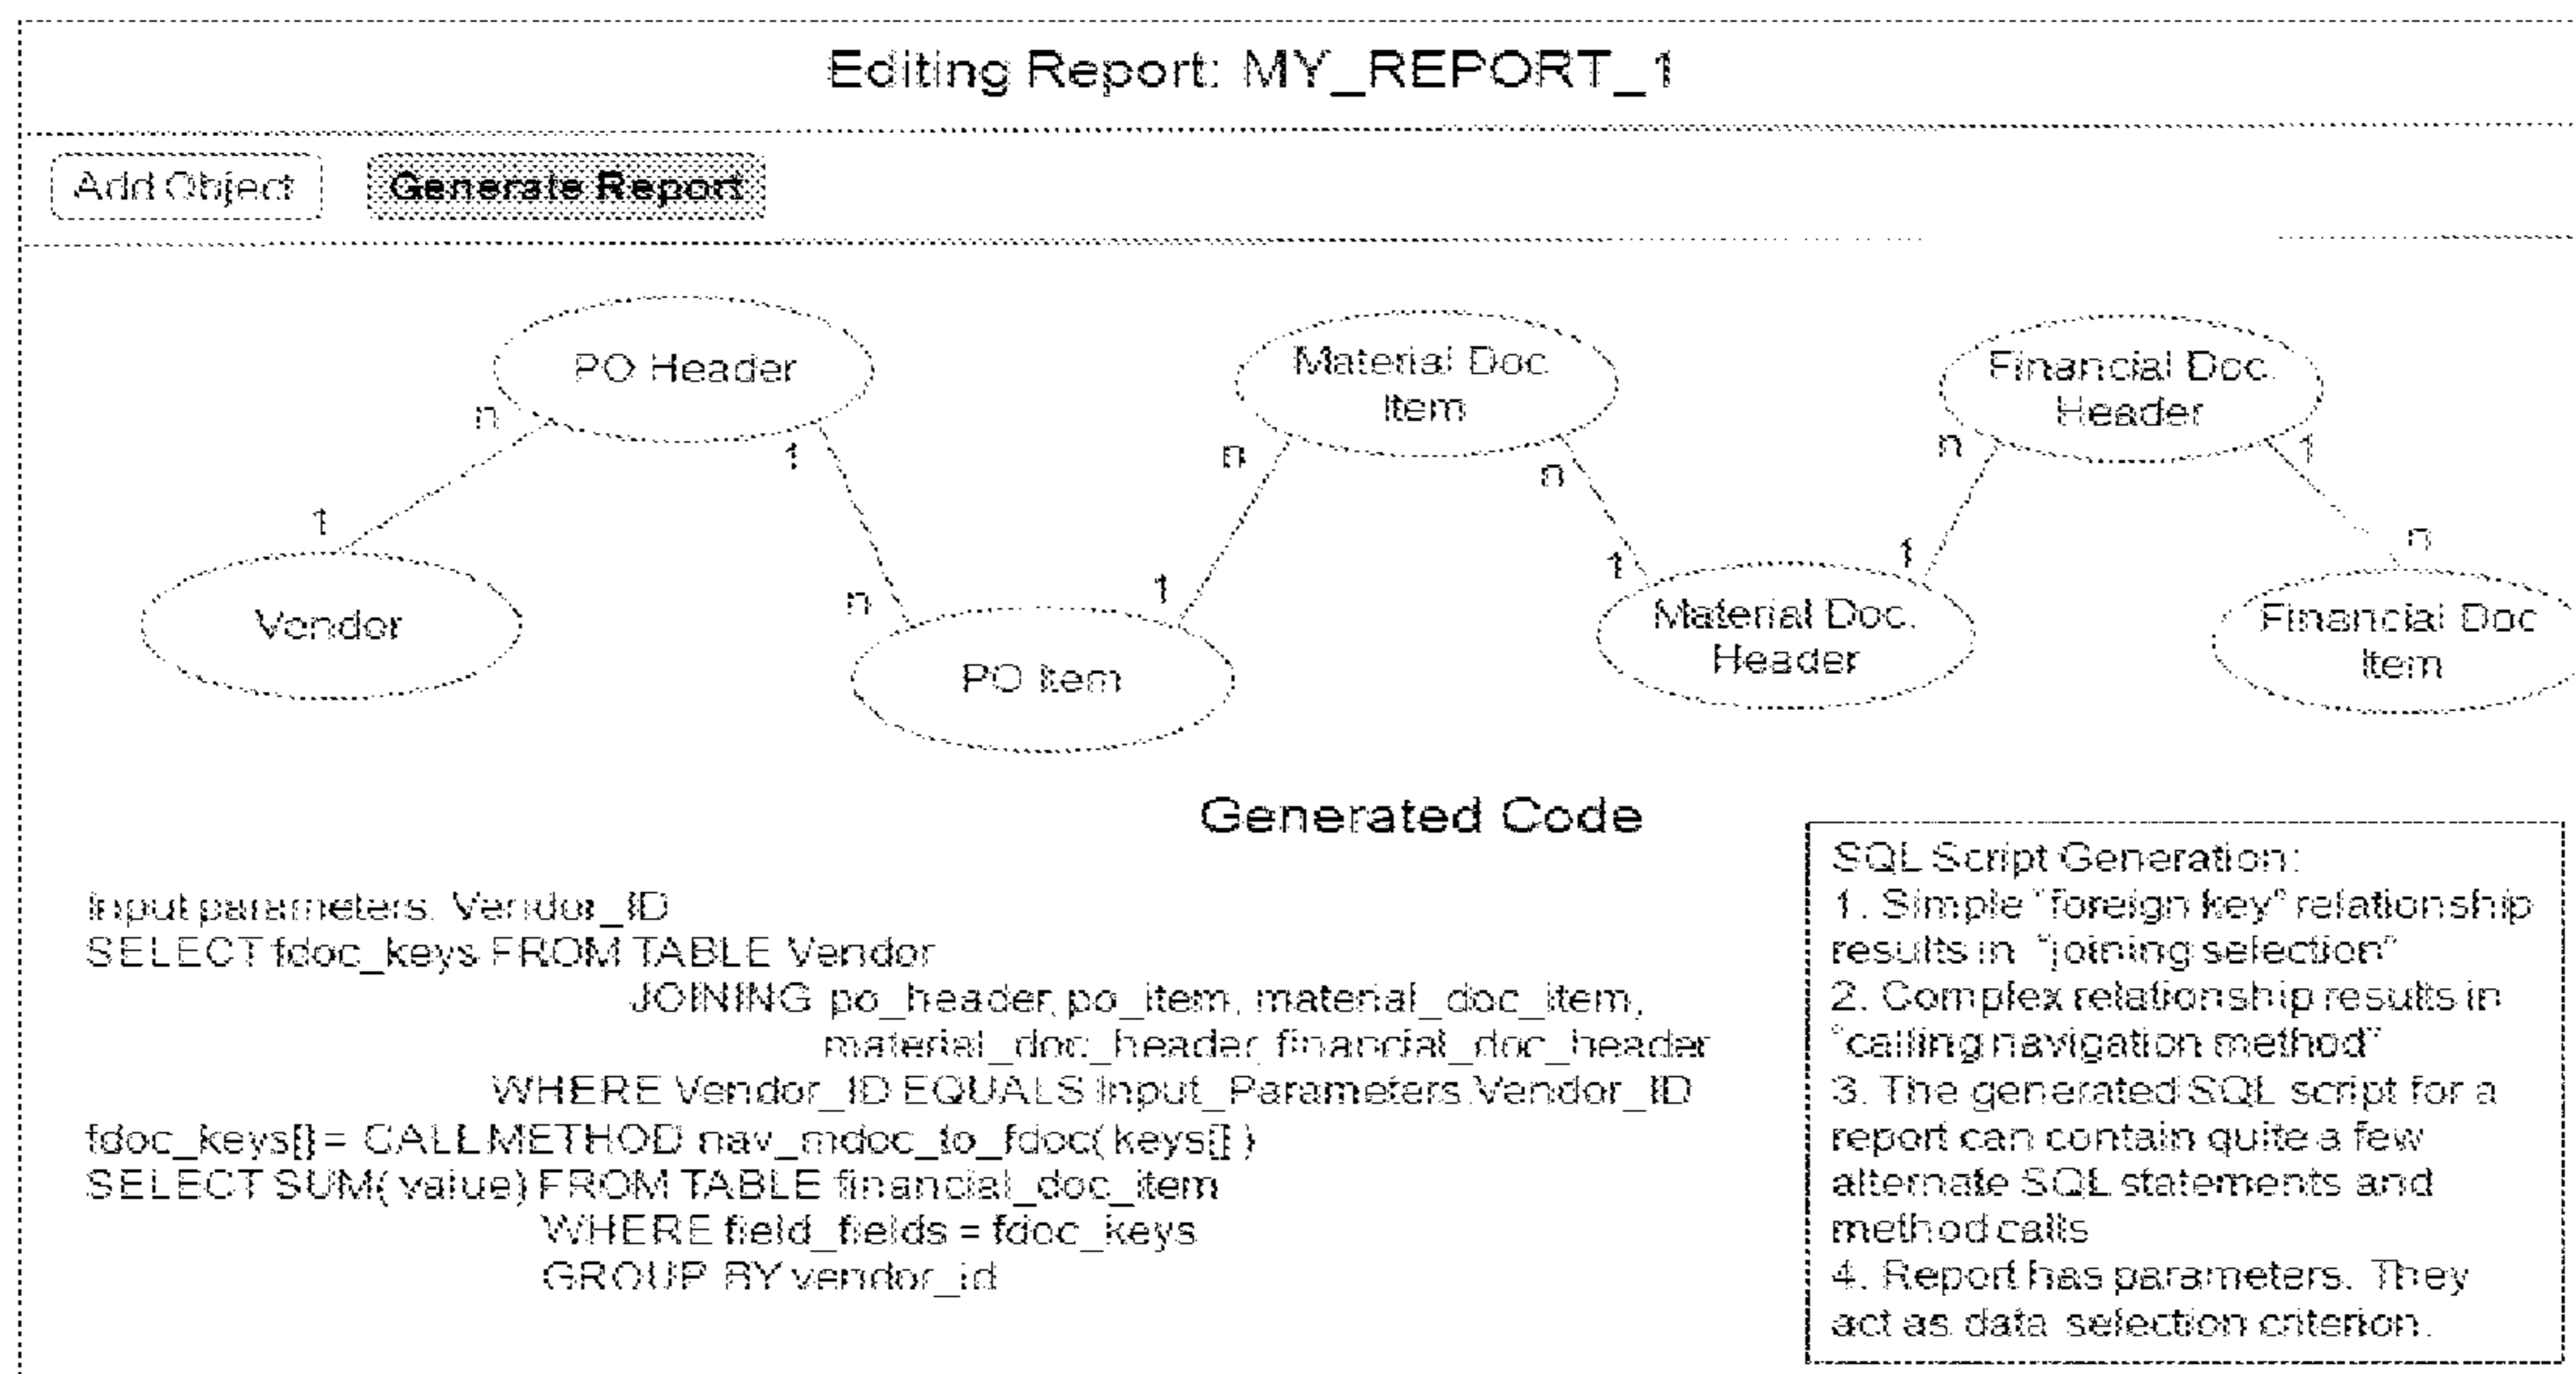 Editing Report: MY_REPORT_1
Add Object
Generate Report
PO Header
Material Doc.
Item
Financial Doc.
Header
n
1
n
n
n
1
1
n
1
1
1
n
Vendor
PO Item
Material Doc.
Header
Financial Doc
Item
Generated Code
Input parameters: Vendor_ID
SELECT fdoc_keys FROM TABLE Vendor
JOINING po_header, po_item, material_doc_item,
material_doc_header, financial_doc_header
WHERE Vendor_ID EQUALS Input_Parameters.Vendor_ID
fdoc_keys[] = CALL METHOD nav_mdoc_to_fdoc( keys[] )
SELECT SUM( value) FROM TABLE financial_doc_item
WHERE field_fields = fdoc_keys
GROUP BY vendor_id
SQL Script Generation:
1. Simple "foreign key" relationship
results in "joining selection"
2. Complex relationship results in
"calling navigation method"
3. The generated SQL script for a
report can contain quite a few
alternate SQL statements and
method calls
4. Report has parameters. They
act as data selection criterion.